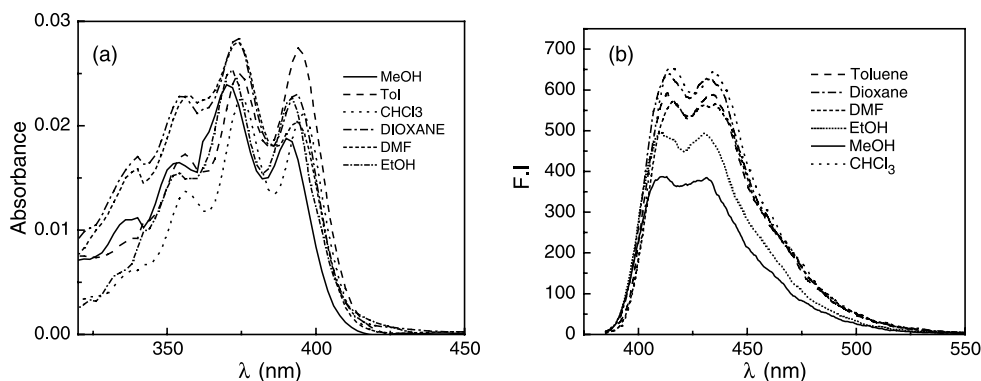 (a)
0.03
0.02
0.01
0.00
Absorbance
MeOH
Tol
CHCl3
DIOXANE
DMF
EtOH
350
400
450
λ (nm)
(b)
700
600
500
400
300
200
100
0
F.I
Toluene
Dioxane
DMF
EtOH
MeOH
CHCl₃
400
450
500
550
λ (nm)